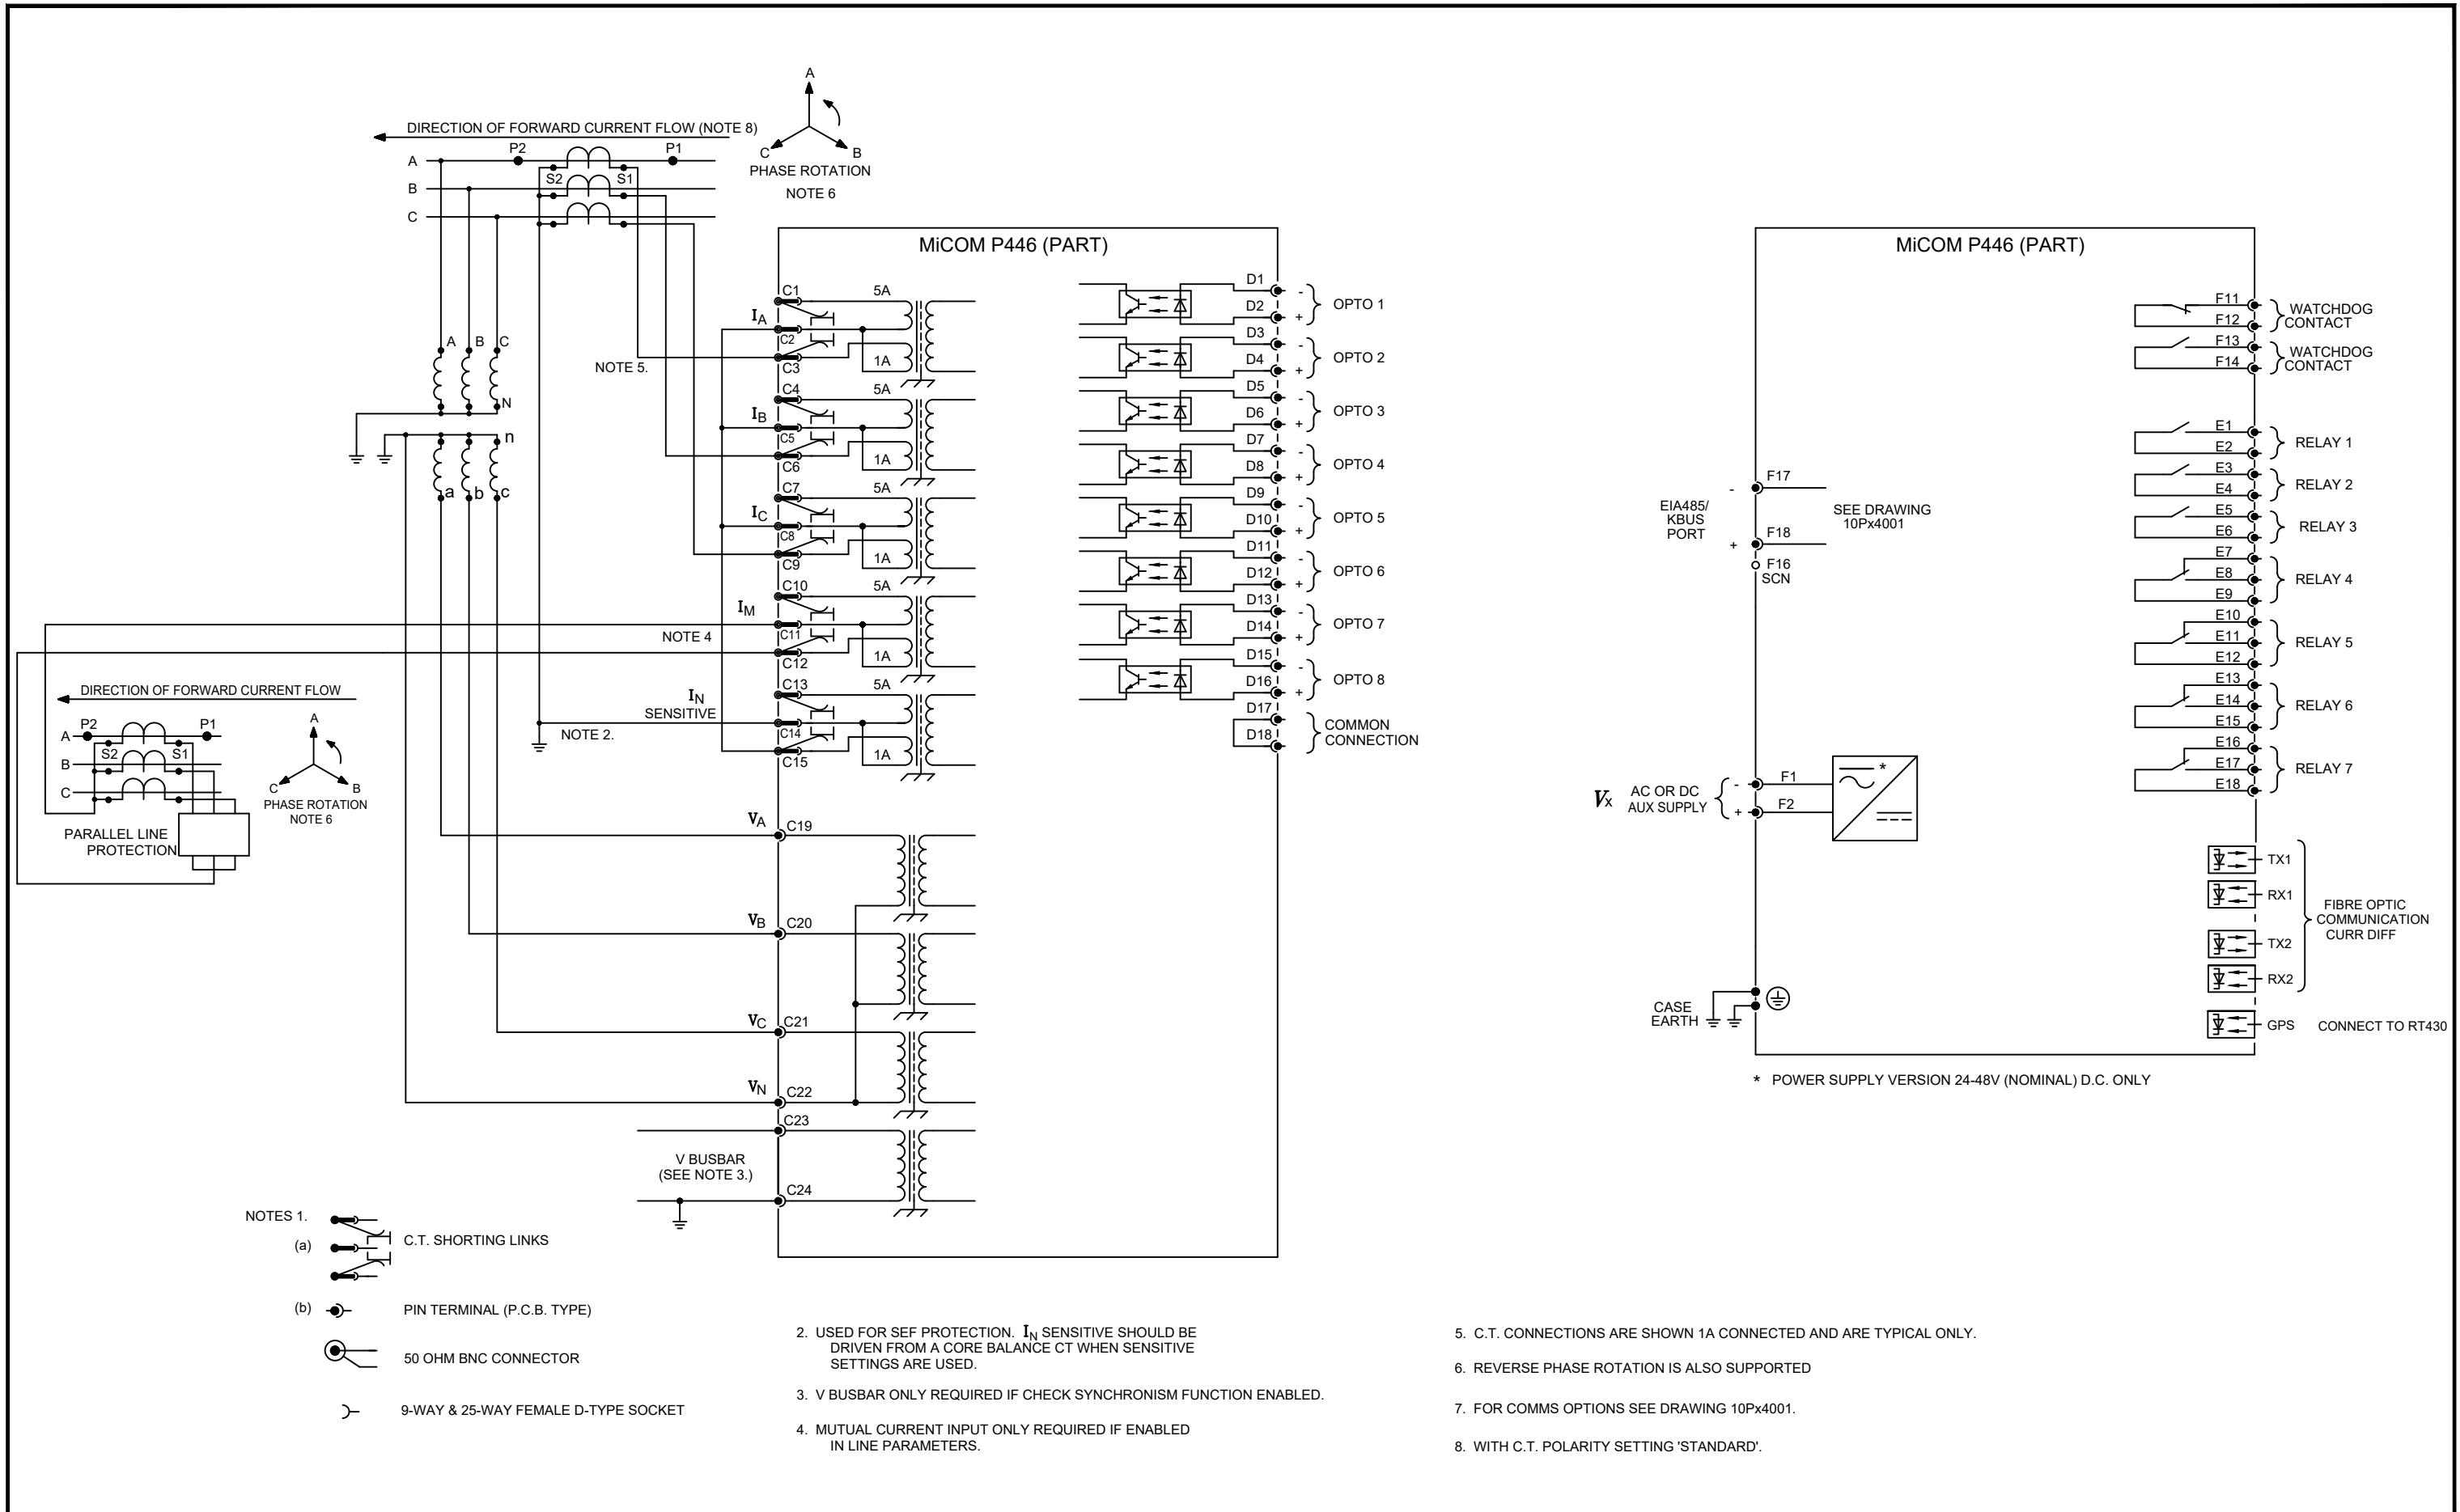 A
DIRECTION OF FORWARD CURRENT FLOW (NOTE 8)
C
B
PHASE ROTATION
NOTE 6
A
P2
P1
S2
S1
B
C
A
B
C
N
n
a
b
c
NOTE 5.
NOTE 4
NOTE 2.
DIRECTION OF FORWARD CURRENT FLOW
A
P2
P1
S2
S1
B
C
A
C
B
PHASE ROTATION
NOTE 6
PARALLEL LINE
PROTECTION
MiCOM P446 (PART)
C1
5A
IA
C2
1A
C3
C4
5A
IB
C5
1A
C6
C7
5A
IC
C8
1A
C9
C10
5A
IM
C11
1A
C12
C13
5A
IN
SENSITIVE
C14
1A
C15
VA
C19
VB
C20
VC
C21
VN
C22
C23
V BUSBAR
(SEE NOTE 3.)
C24
D1
-
D2
+
OPTO 1
D3
-
D4
+
OPTO 2
D5
-
D6
+
OPTO 3
D7
-
D8
+
OPTO 4
D9
-
D10
+
OPTO 5
D11
-
D12
+
OPTO 6
D13
-
D14
+
OPTO 7
D15
-
D16
+
OPTO 8
D17
D18
COMMON
CONNECTION
MiCOM P446 (PART)
F11
F12
WATCHDOG
CONTACT
F13
F14
WATCHDOG
CONTACT
E1
E2
RELAY 1
E3
E4
RELAY 2
E5
E6
RELAY 3
E7
E8
E9
RELAY 4
E10
E11
E12
RELAY 5
E13
E14
E15
RELAY 6
E16
E17
E18
RELAY 7
-
F17
EIA485/
KBUS
PORT
SEE DRAWING
10Px4001
+
F18
F16
SCN
VX
AC OR DC
AUX SUPPLY
-
F1
+
F2
*
CASE
EARTH
TX1
RX1
TX2
RX2
FIBRE OPTIC
COMMUNICATION
CURR DIFF
GPS
CONNECT TO RT430
* POWER SUPPLY VERSION 24-48V (NOMINAL) D.C. ONLY
NOTES 1.
(a)
C.T. SHORTING LINKS
(b)
PIN TERMINAL (P.C.B. TYPE)
50 OHM BNC CONNECTOR
9-WAY & 25-WAY FEMALE D-TYPE SOCKET
2. USED FOR SEF PROTECTION. IN SENSITIVE SHOULD BE
DRIVEN FROM A CORE BALANCE CT WHEN SENSITIVE
SETTINGS ARE USED.
3. V BUSBAR ONLY REQUIRED IF CHECK SYNCHRONISM FUNCTION ENABLED.
4. MUTUAL CURRENT INPUT ONLY REQUIRED IF ENABLED
IN LINE PARAMETERS.
5. C.T. CONNECTIONS ARE SHOWN 1A CONNECTED AND ARE TYPICAL ONLY.
6. REVERSE PHASE ROTATION IS ALSO SUPPORTED
7. FOR COMMS OPTIONS SEE DRAWING 10Px4001.
8. WITH C.T. POLARITY SETTING 'STANDARD'.